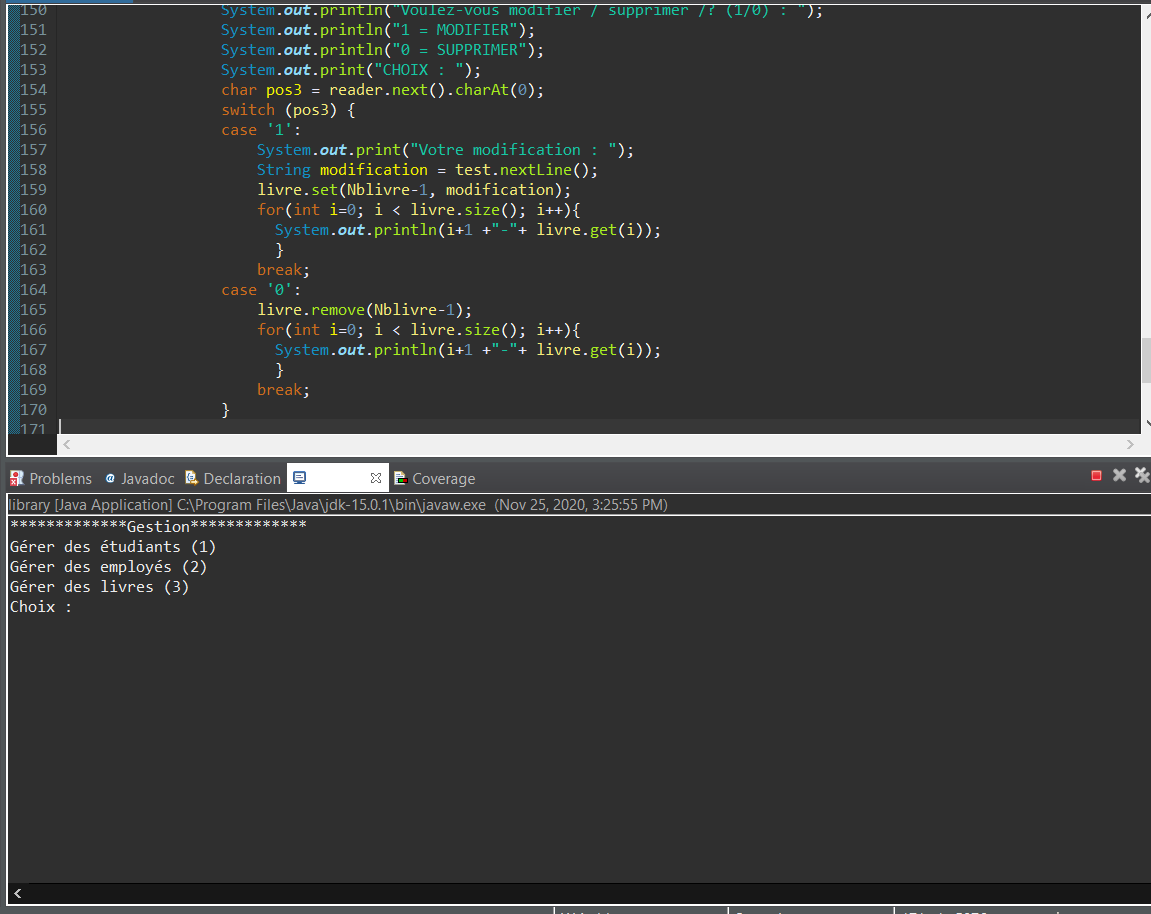 150 System.out.println("Voulez-vous modifier / supprimer /? (1/0) : ");
151 System.out.println("1 = MODIFIER");
152 System.out.println("0 = SUPPRIMER");
153 System.out.print("CHOIX : ");
154 char pos3 = reader.next().charAt(0);
155 switch (pos3) {
156 case '1':
157 System.out.print("Votre modification : ");
158 String modification = test.nextLine();
159 livre.set(Nblivre-1, modification);
160 for(int i=0; i < livre.size(); i++){
161 System.out.println(i+1 +"-"+ livre.get(i));
162 }
163 break;
164 case '0':
165 livre.remove(Nblivre-1);
166 for(int i=0; i < livre.size(); i++){
167 System.out.println(i+1 +"-"+ livre.get(i));
168 }
169 break;
170 }
171
Problems @ Javadoc Declaration Coverage
library [Java Application] C:\Program Files\Java\jdk-15.0.1\bin\javaw.exe (Nov 25, 2020, 3:25:55 PM)
*************Gestion*************
Gérer des étudiants (1)
Gérer des employés (2)
Gérer des livres (3)
Choix :